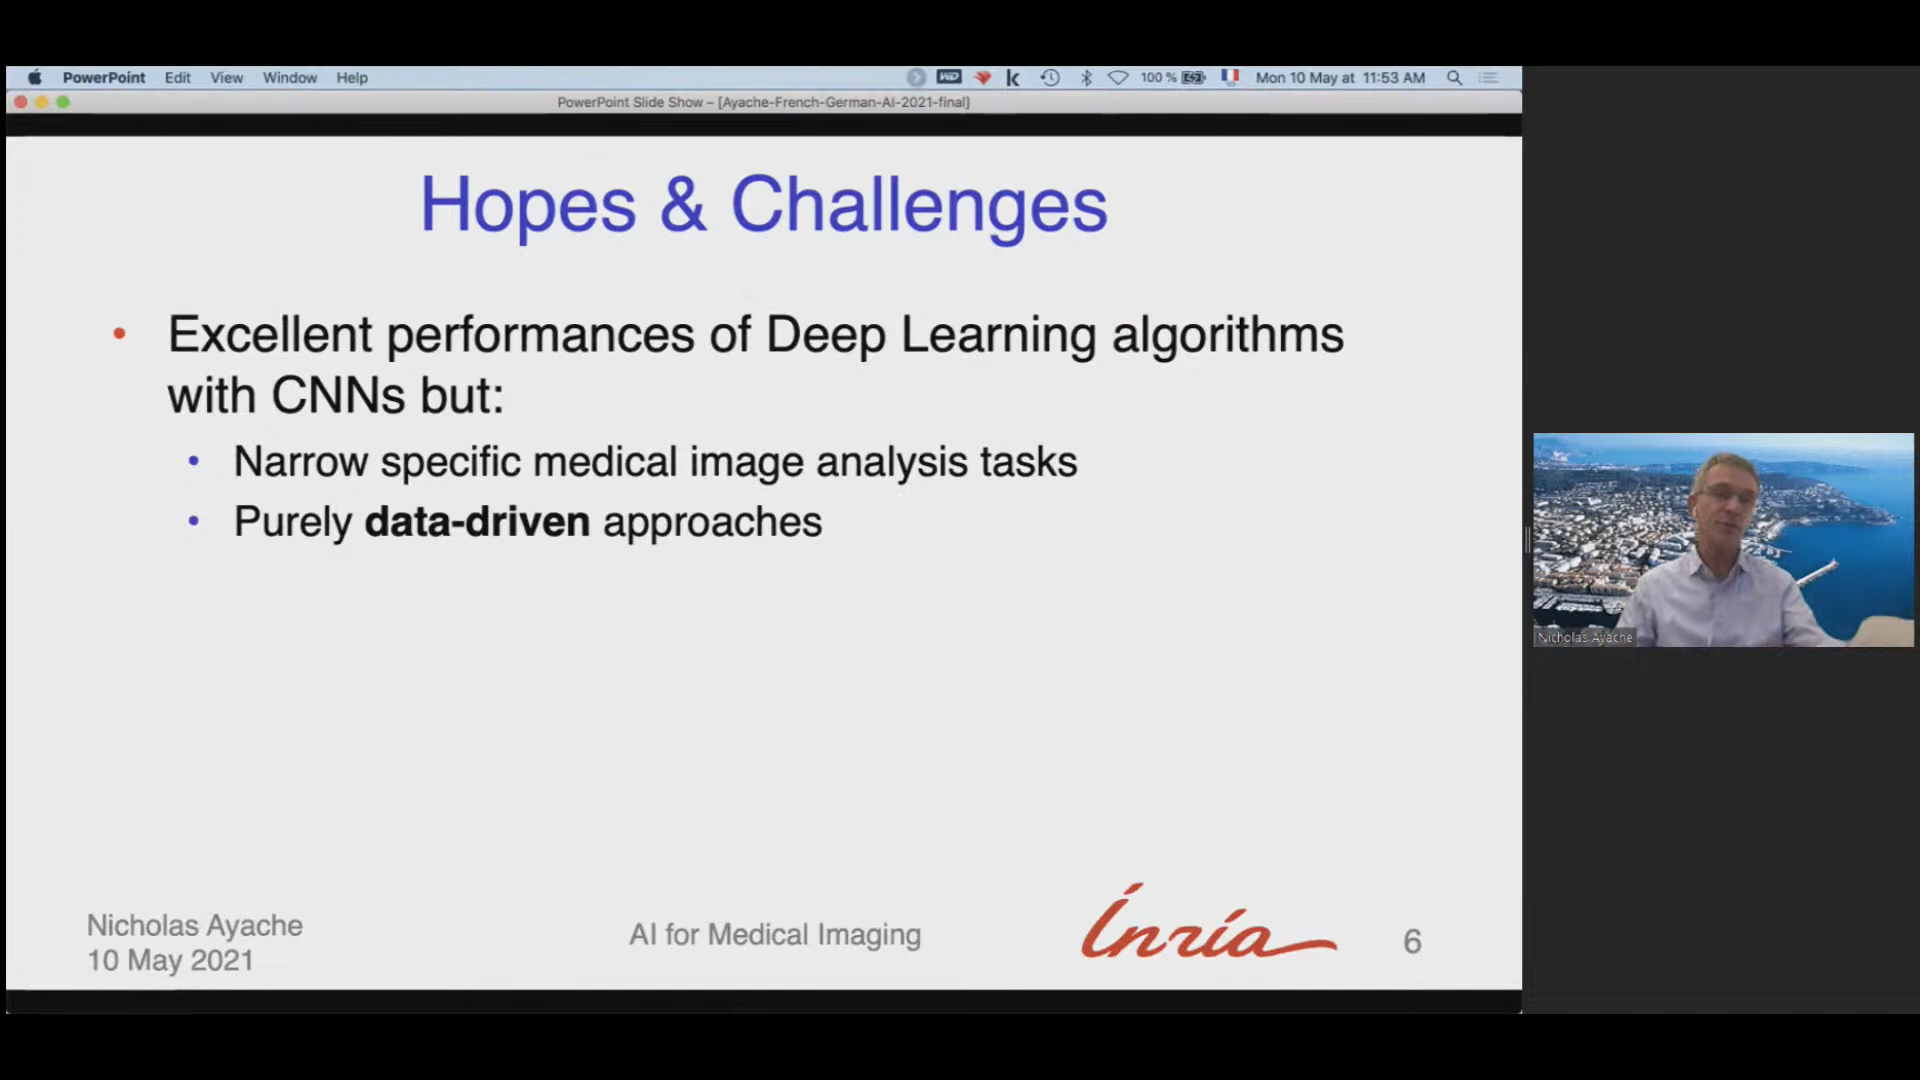 PowerPoint Edit View Window Help
100 % Mon 10 May at 11:53 AM
PowerPoint Slide Show – [Ayache-French-German-AI-2021-final]
Hopes & Challenges
• Excellent performances of Deep Learning algorithms
with CNNs but:
• Narrow specific medical image analysis tasks
• Purely data-driven approaches
Nicholas Ayache
10 May 2021
AI for Medical Imaging
Inria
6
Nicholas Ayache